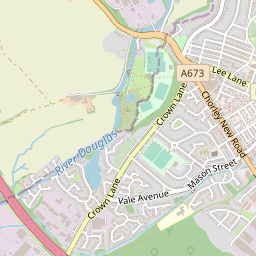 A673
Lee Lane
Crown Lane
Chorley New Road
River Douglas
Mason Street
Crown Lane
Vale Avenue